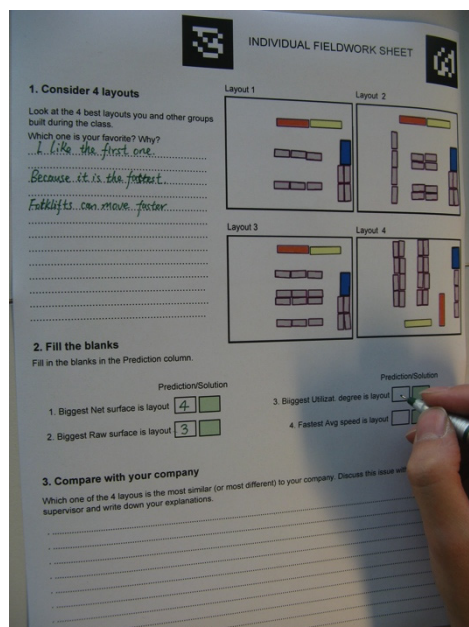 INDIVIDUAL FIELDWORK SHEET
1. Consider 4 layouts
Look at the 4 best layouts you and other groups
built during the class.
Which one is your favorite? Why?
I like the first one.
Because it is the fastest.
Fotklifts can move faster
Layout 1
Layout 2
Layout 3
Layout 4
2. Fill the blanks
Fill in the blanks in the Prediction column.
Prediction/Solution
1. Biggest Net surface is layout 4
2. Biggest Raw surface is layout 3
Prediction/Solution
3. Biggest Utilizat. degree is layout
4. Fastest Avg speed is layout
3. Compare with your company
Which one of the 4 layous is the most similar (or most different) to your company. Discuss this issue with
supervisor and write down your explanations.